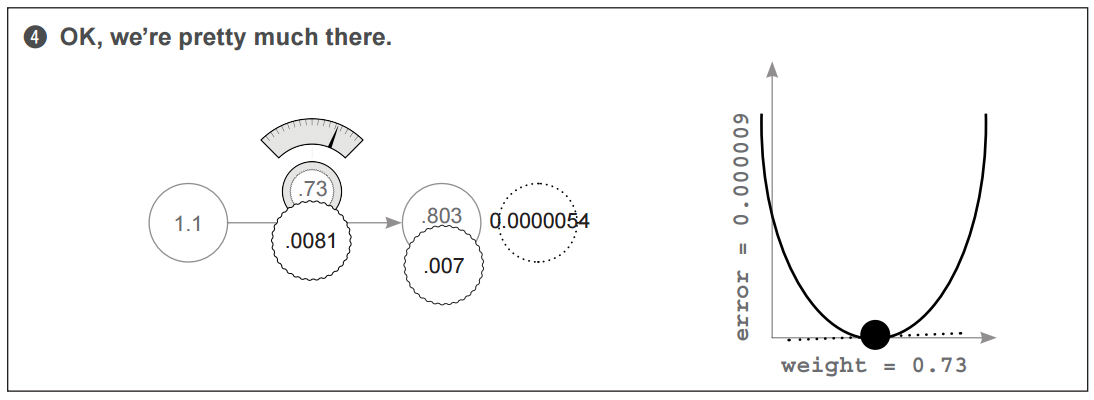 4 OK, we’re pretty much there.
.73
1.1
.0081
.803
.007
0.0000054
error = 0.000009
weight = 0.73